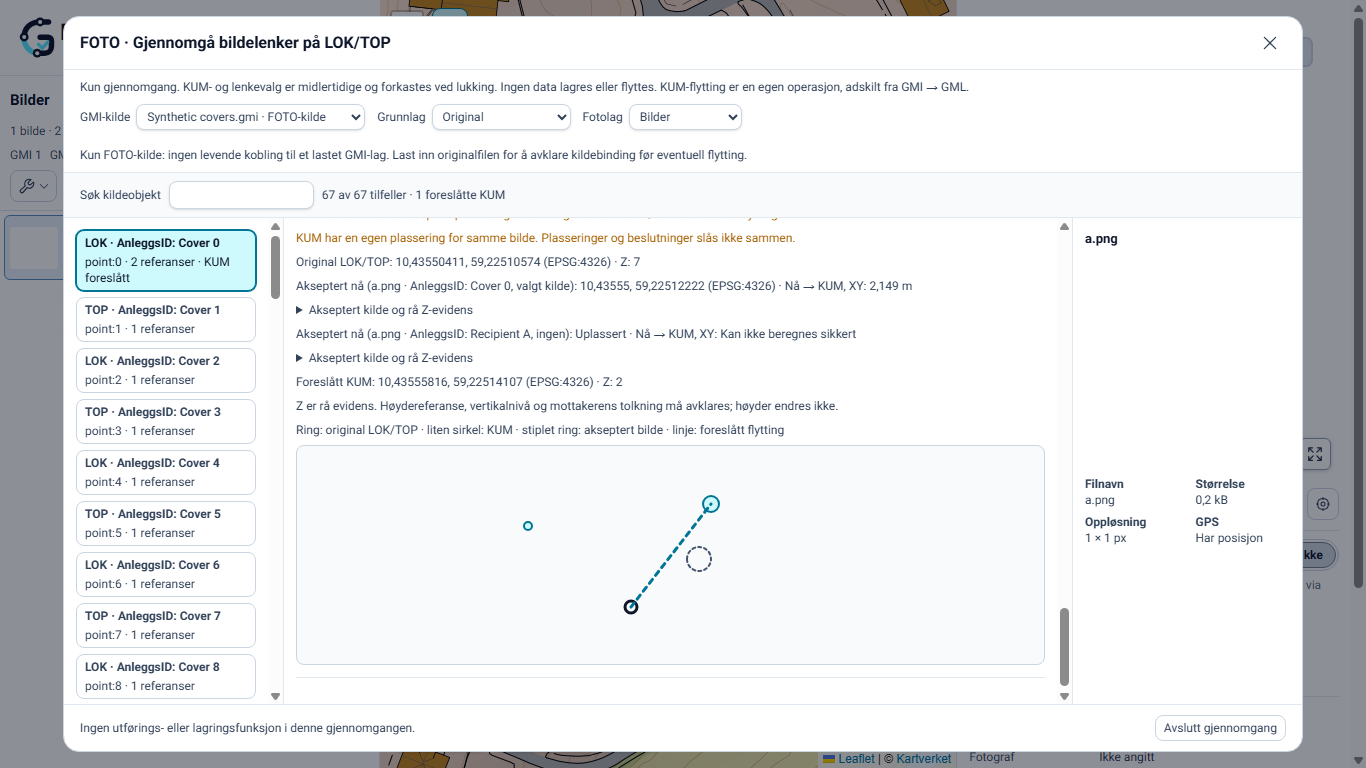 FOTO · Gjennomgå bildelenker på LOK/TOP
Kun gjennomgang. KUM- og lenkevalg er midlertidige og forkastes ved lukking. Ingen data lagres eller flyttes. KUM-flytting er en egen operasjon, adskilt fra GMI → GML.
GMI-kilde Synthetic covers.gmi · FOTO-kilde Grunnlag Original Fotolag Bilder
Kun FOTO-kilde: ingen levende kobling til et lastet GMI-lag. Last inn originalfilen for å avklare kildebinding før eventuell flytting.
Søk kildeobjekt 67 av 67 tilfeller · 1 foreslåtte KUM
Bilder
1 bilde · 2
GMI 1 GM
LOK · AnleggsID: Cover 0
point:0 · 2 referanser · KUM
foreslått
TOP · AnleggsID: Cover 1
point:1 · 1 referanser
LOK · AnleggsID: Cover 2
point:2 · 1 referanser
TOP · AnleggsID: Cover 3
point:3 · 1 referanser
LOK · AnleggsID: Cover 4
point:4 · 1 referanser
TOP · AnleggsID: Cover 5
point:5 · 1 referanser
LOK · AnleggsID: Cover 6
point:6 · 1 referanser
TOP · AnleggsID: Cover 7
point:7 · 1 referanser
LOK · AnleggsID: Cover 8
point:8 · 1 referanser
KUM har en egen plassering for samme bilde. Plasseringer og beslutninger slås ikke sammen.
Original LOK/TOP: 10,43550411, 59,22510574 (EPSG:4326) · Z: 7
Akseptert nå (a.png · AnleggsID: Cover 0, valgt kilde): 10,43555, 59,22512222 (EPSG:4326) · Nå → KUM, XY: 2,149 m
Akseptert kilde og rå Z-evidens
Akseptert nå (a.png · AnleggsID: Recipient A, ingen): Uplassert · Nå → KUM, XY: Kan ikke beregnes sikkert
Akseptert kilde og rå Z-evidens
Foreslått KUM: 10,43555816, 59,22514107 (EPSG:4326) · Z: 2
Z er rå evidens. Høydereferanse, vertikalnivå og mottakerens tolkning må avklares; høyder endres ikke.
Ring: original LOK/TOP · liten sirkel: KUM · stiplet ring: akseptert bilde · linje: foreslått flytting
a.png
Filnavn Størrelse
a.png 0,2 kB
Oppløsning GPS
1 × 1 px Har posisjon
kke
via
Ingen utførings- eller lagringsfunksjon i denne gjennomgangen. Avslutt gjennomgang
Leaflet | © Kartverket Fotograf Ikke angitt